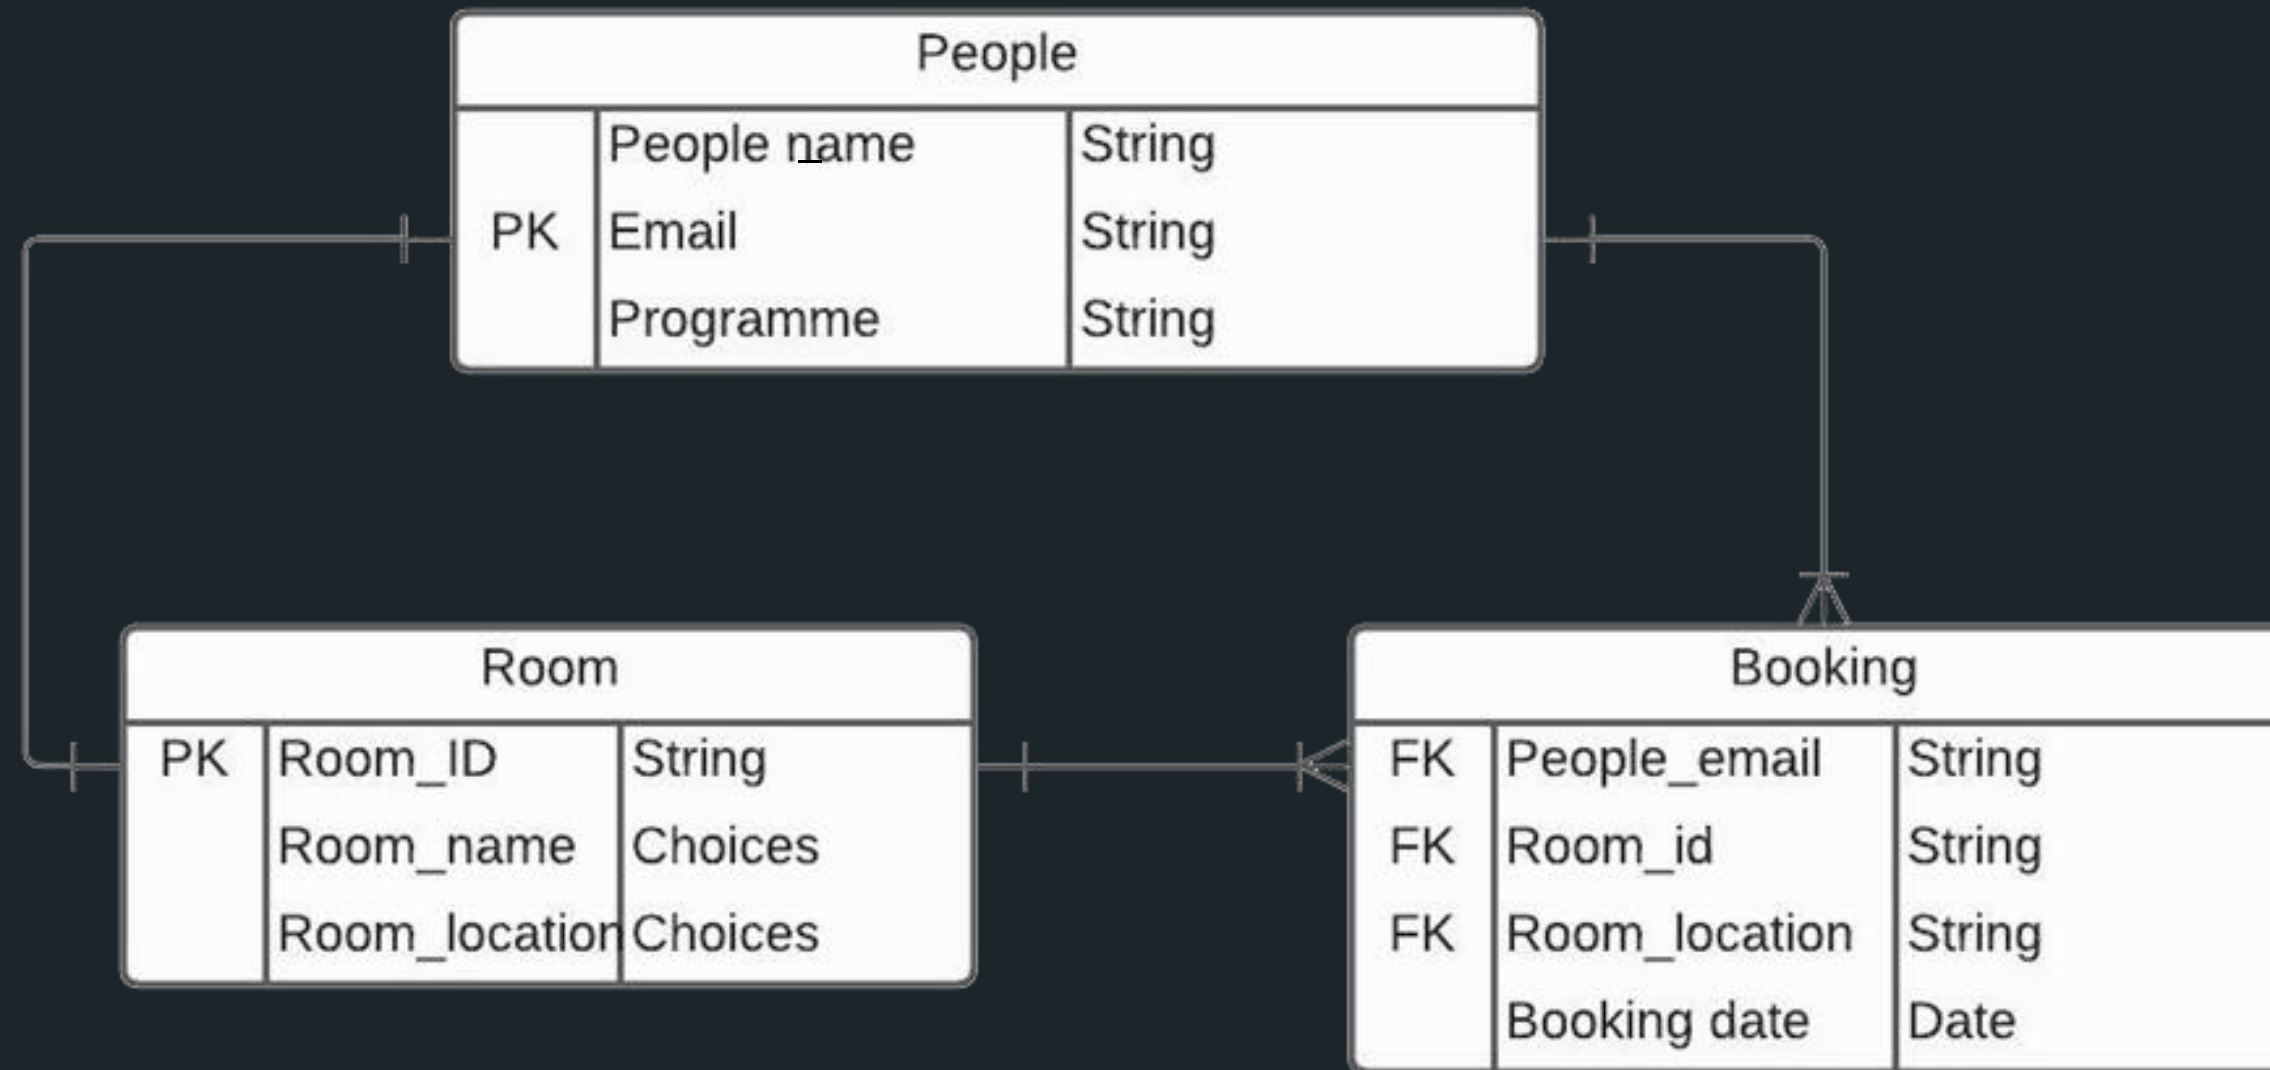 People
People name String
PK Email String
Programme String
Room
PK Room_ID String
Room_name Choices
Room_location Choices
Booking
FK People_email String
FK Room_id String
FK Room_location String
Booking date Date